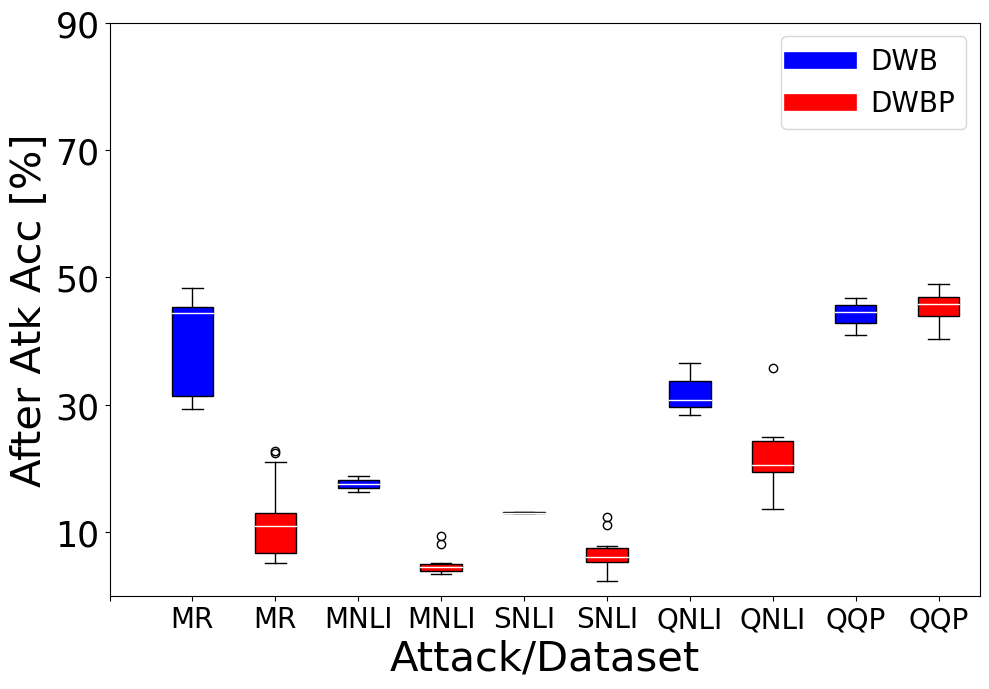 After Atk Acc [%]
90
70
50
30
10
DWB
DWBP
MR MR MNLI MNLI SNLI SNLI QNLI QNLI QQP QQP
Attack/Dataset